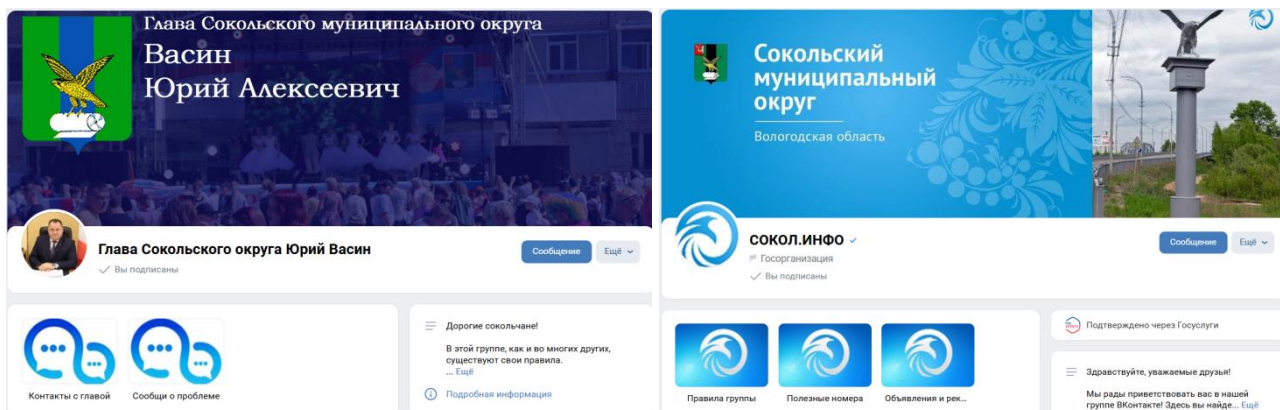 Глава Сокольского муниципального округа
Васин
Юрий Алексеевич
Глава Сокольского округа Юрий Васин
Вы подписаны
Сообщение
Ещё
Контакты с главой
Сообщи о проблеме
Дорогие сокольчане!
В этой группе, как и во многих других,
существуют свои правила.
... Ещё
Подробная информация
Сокольский
муниципальный
округ
Вологодская область
СОКОЛ.ИНФО
Госорганизация
Вы подписаны
Сообщение
Ещё
Правила группы
Полезные номера
Объявления и рек...
Подтверждено через Госуслуги
Здравствуйте, уважаемые друзья!
Мы рады приветствовать вас в нашей
группе ВКонтакте! Здесь вы найде... Ещё